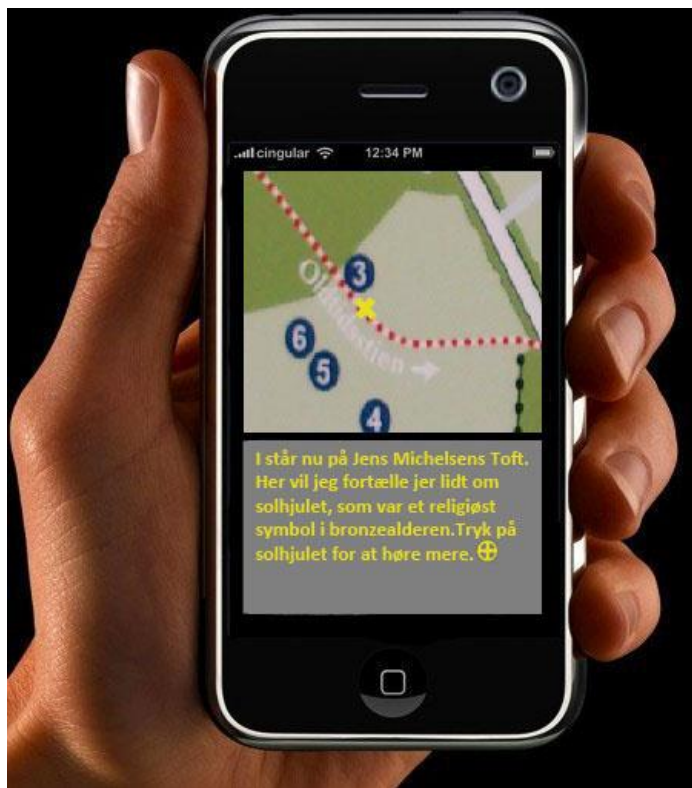 cingular 12:34 PM
3
6
5
4
I står nu på Jens Michelsens Toft.
Her vil jeg fortælle jer lidt om
solhjulet, som var et religiøst
symbol i bronzealderen.Tryk på
solhjulet for at høre mere.